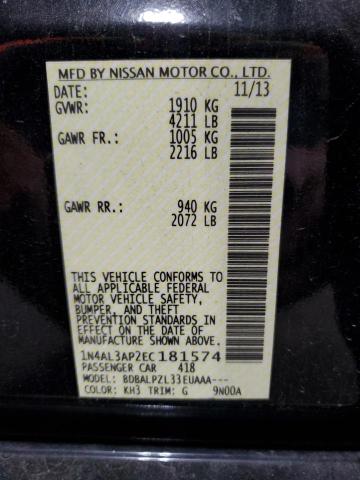 MFD BY NISSAN MOTOR CO., LTD.
DATE: 11/13
GVWR: 1910 KG
4211 LB
GAWR FR.: 1005 KG
2216 LB
GAWR RR.: 940 KG
2072 LB
THIS VEHICLE CONFORMS TO
ALL APPLICABLE FEDERAL
MOTOR VEHICLE SAFETY,
BUMPER, AND THEFT
PREVENTION STANDARDS IN
EFFECT ON THE DATE OF
MANUFACTURE SHOWN ABOVE.
1N4AL3AP2EC181574
PASSENGER CAR 418
MODEL: BDBALPZL33EUAAA---
COLOR: KH3 TRIM: G 9N00A